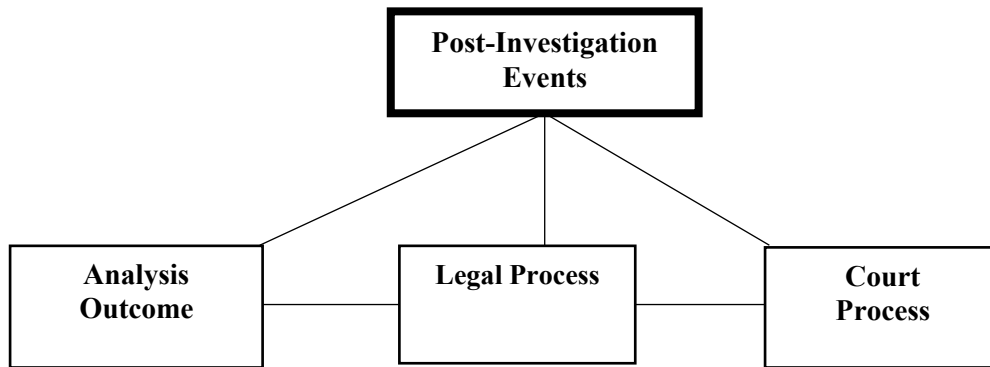 Post-Investigation
Events
Analysis
Outcome
Legal Process
Court
Process